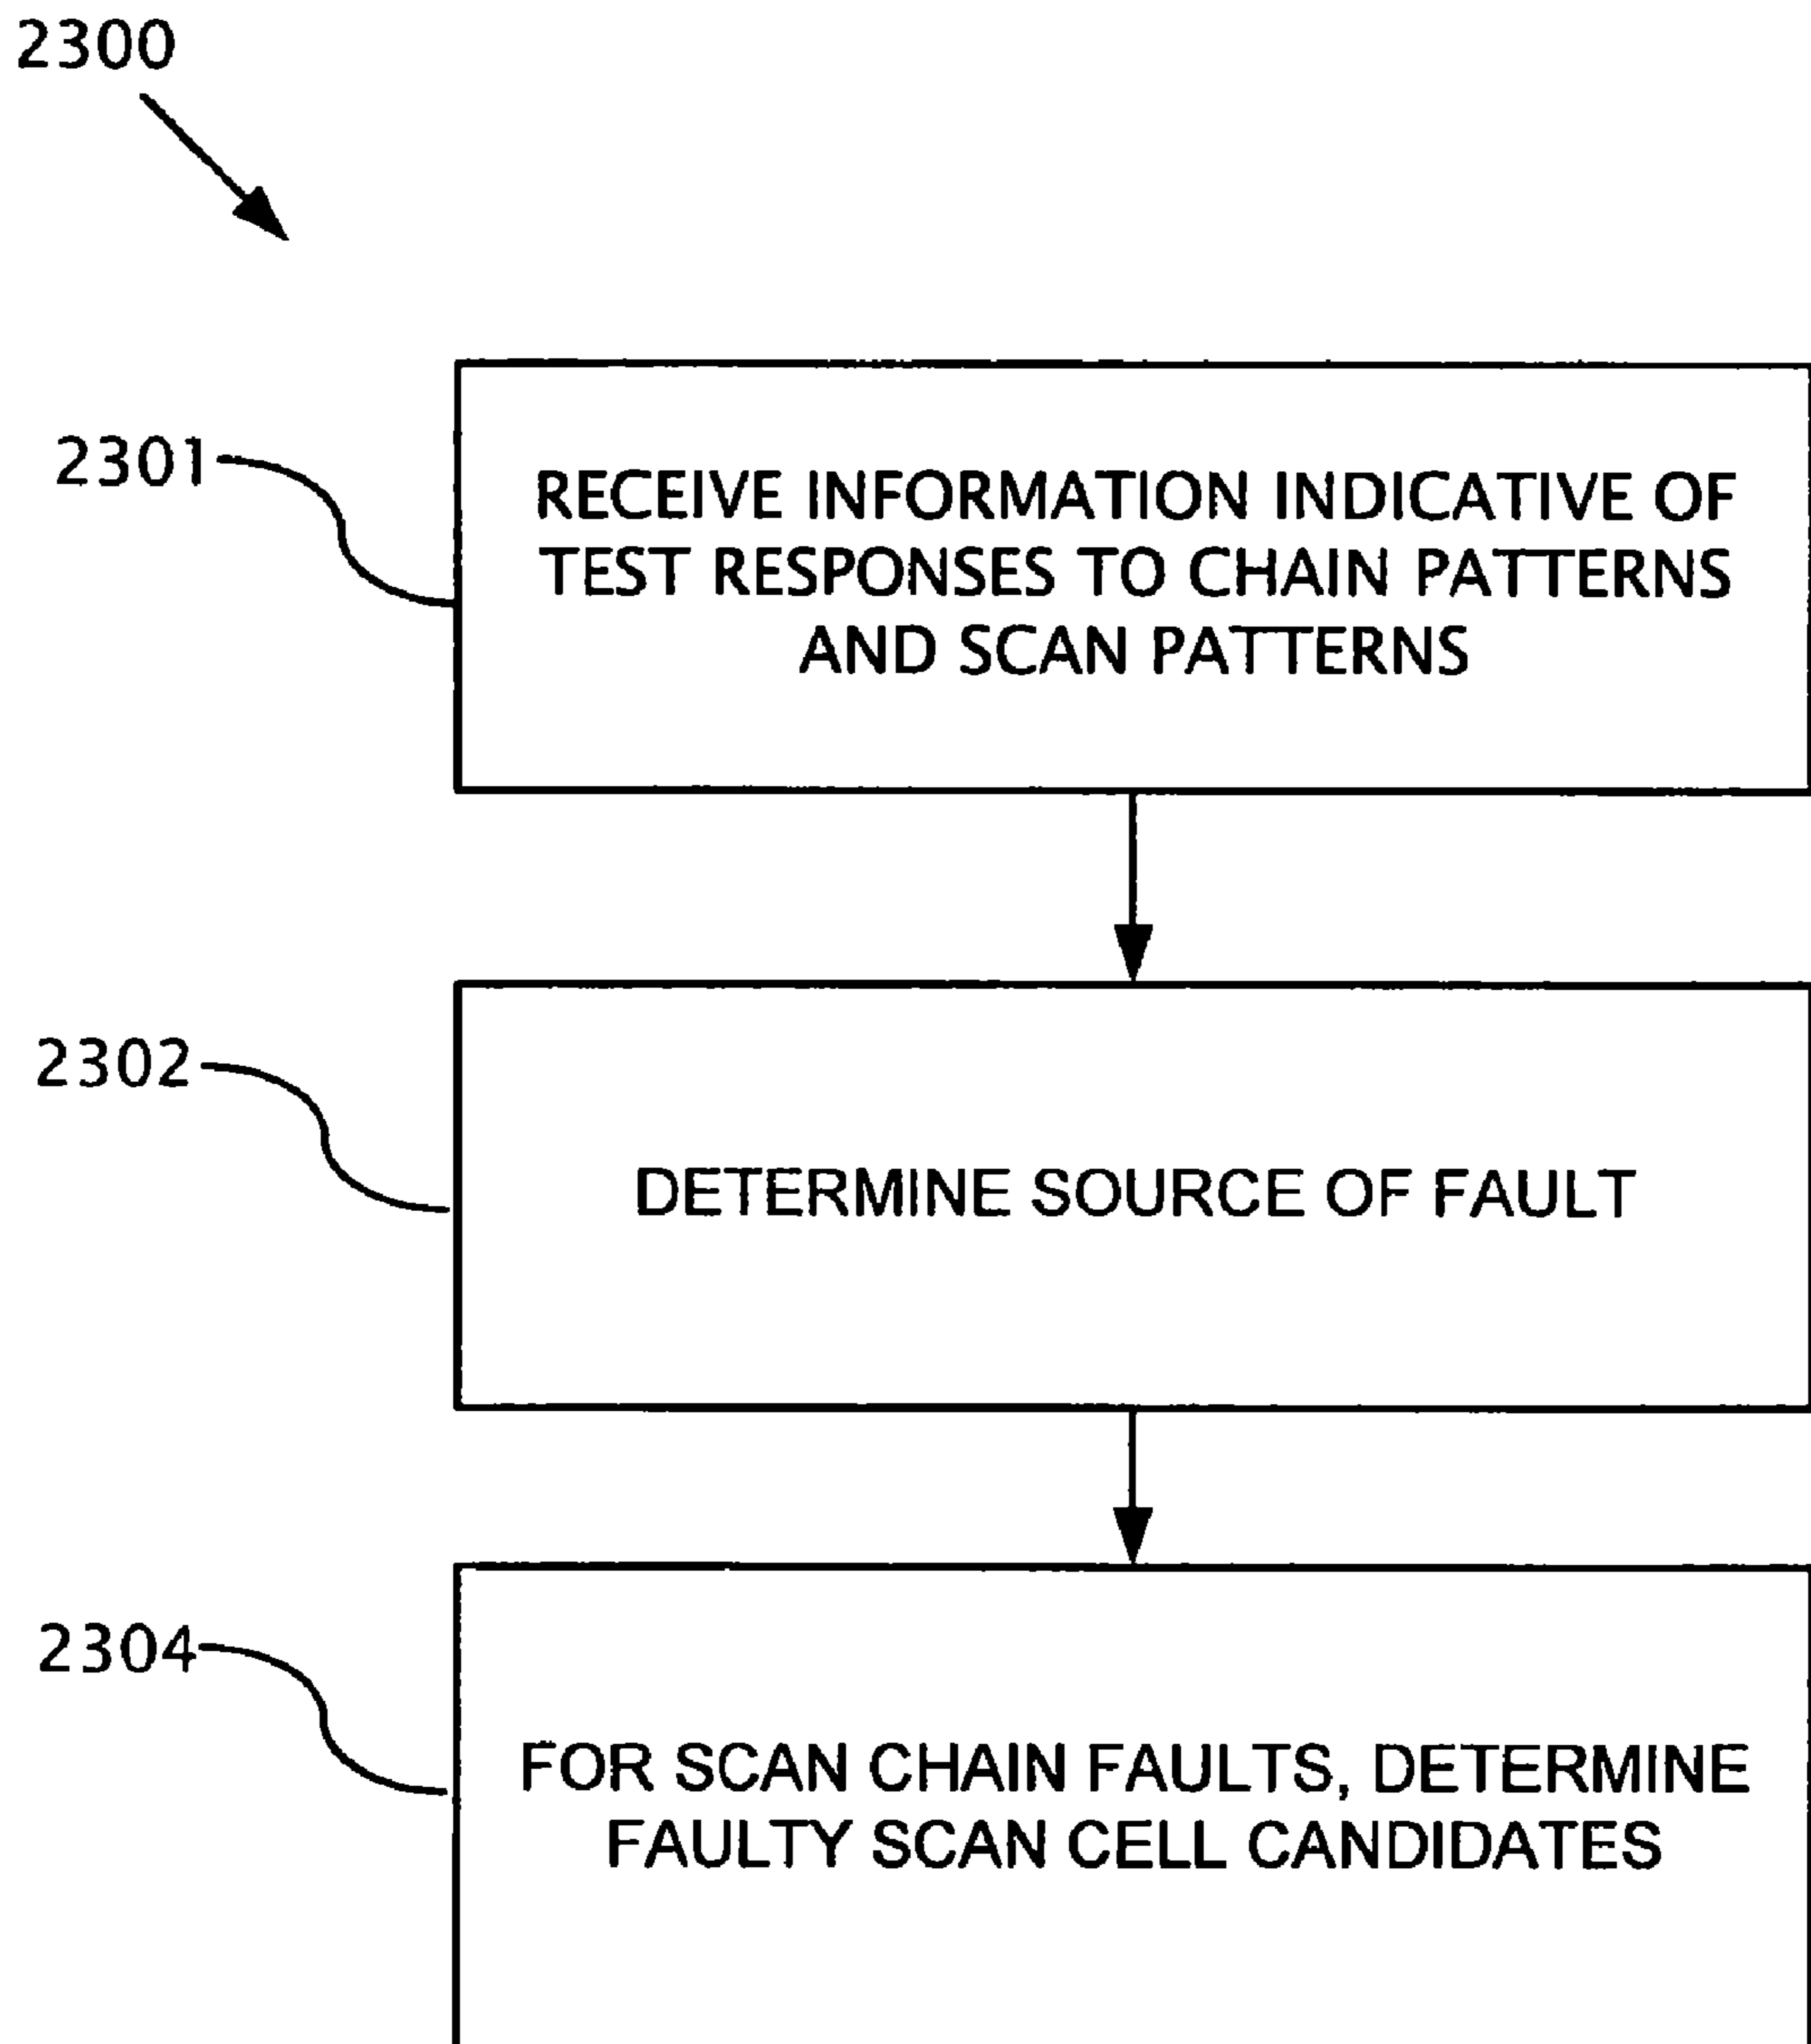 2300
2301
RECEIVE INFORMATION INDICATIVE OF
TEST RESPONSES TO CHAIN PATTERNS
AND SCAN PATTERNS
2302
DETERMINE SOURCE OF FAULT
2304
FOR SCAN CHAIN FAULTS, DETERMINE
FAULTY SCAN CELL CANDIDATES